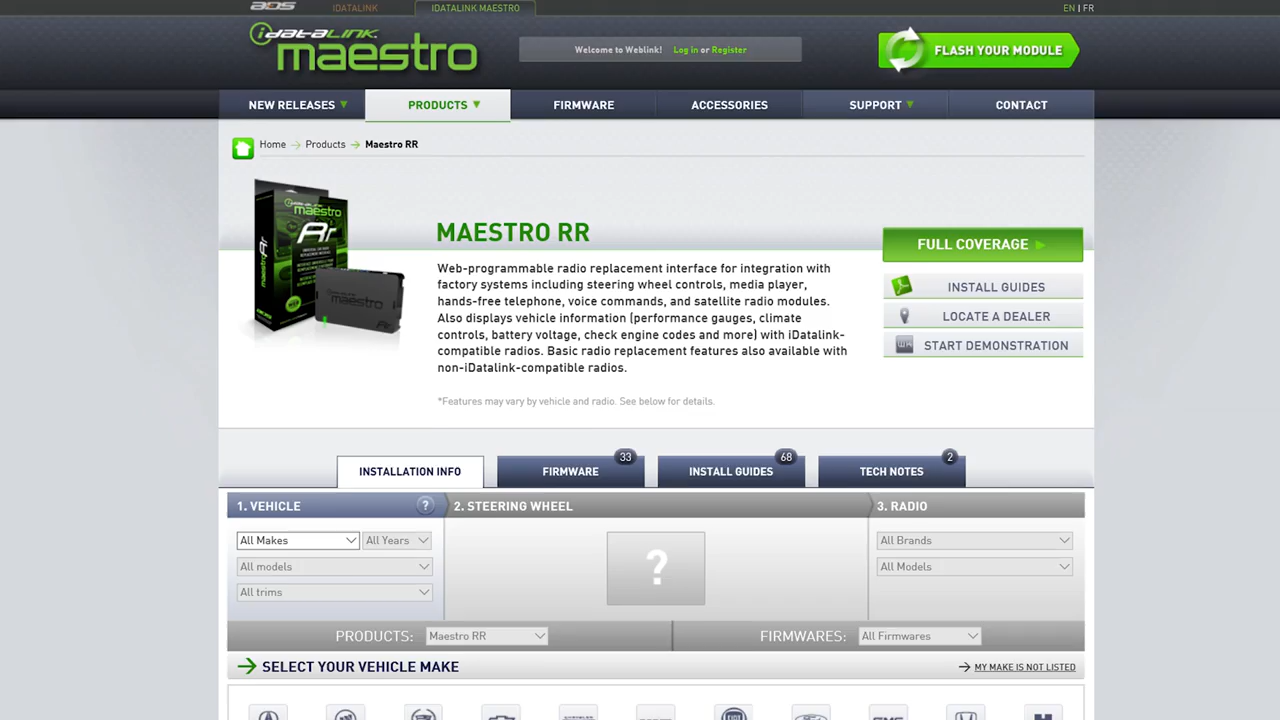 aos
IDATALINK
IDATALINK MAESTRO
EN | FR
iDATALINK
maestro
Welcome to Weblink! Log in or Register
FLASH YOUR MODULE
NEW RELEASES
PRODUCTS
FIRMWARE
ACCESSORIES
SUPPORT
CONTACT
Home
Products
Maestro RR
maestro
Rr
maestro
MAESTRO RR
Web-programmable radio replacement interface for integration with
factory systems including steering wheel controls, media player,
hands-free telephone, voice commands, and satellite radio modules.
Also displays vehicle information (performance gauges, climate
controls, battery voltage, check engine codes and more) with iDatalink-
compatible radios. Basic radio replacement features also available with
non-iDatalink-compatible radios.
*Features may vary by vehicle and radio. See below for details.
FULL COVERAGE
INSTALL GUIDES
LOCATE A DEALER
START DEMONSTRATION
INSTALLATION INFO
FIRMWARE
33
INSTALL GUIDES
68
TECH NOTES
2
1. VEHICLE
?
2. STEERING WHEEL
3. RADIO
All Makes
All Years
All models
All trims
?
All Brands
All Models
PRODUCTS:
Maestro RR
FIRMWARES:
All Firmwares
SELECT YOUR VEHICLE MAKE
MY MAKE IS NOT LISTED